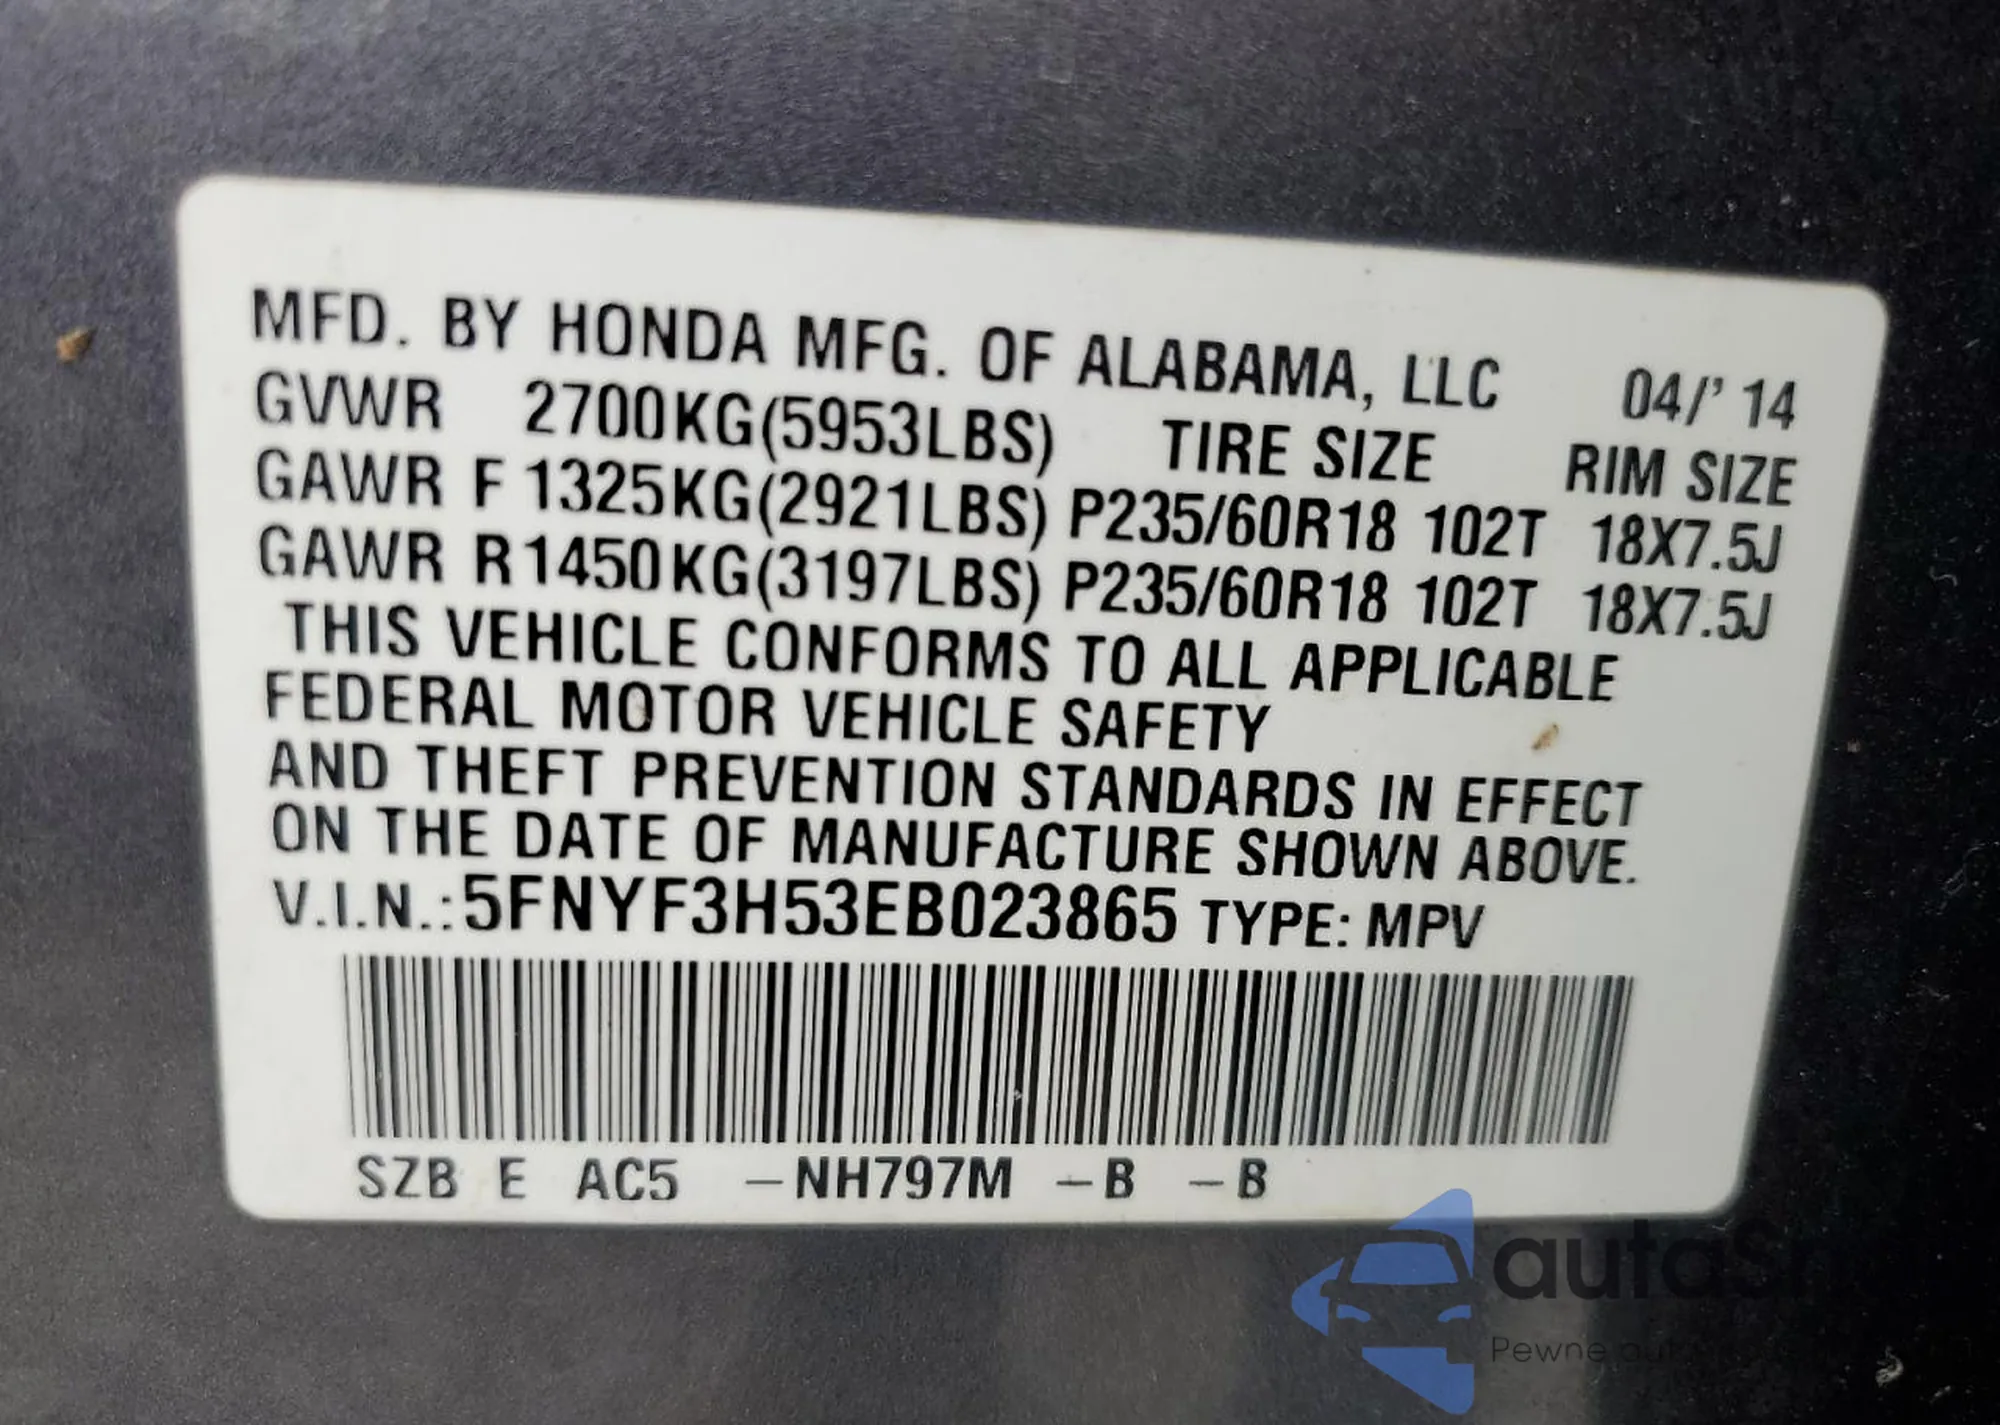 MFD. BY HONDA MFG. OF ALABAMA, LLC 04/'14
GVWR 2700KG(5953LBS) TIRE SIZE RIM SIZE
GAWR F 1325KG(2921LBS) P235/60R18 102T 18X7.5J
GAWR R 1450KG(3197LBS) P235/60R18 102T 18X7.5J
THIS VEHICLE CONFORMS TO ALL APPLICABLE
FEDERAL MOTOR VEHICLE SAFETY
AND THEFT PREVENTION STANDARDS IN EFFECT
ON THE DATE OF MANUFACTURE SHOWN ABOVE.
V.I.N.:5FNYF3H53EB023865 TYPE: MPV
SZB E AC5 -NH797M -B -B
Pewne